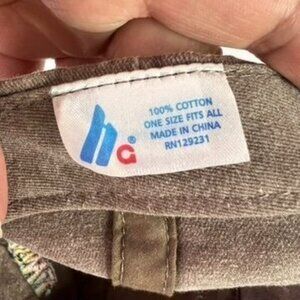 hG®
100% COTTON
ONE SIZE FITS ALL
MADE IN CHINA
RN129231